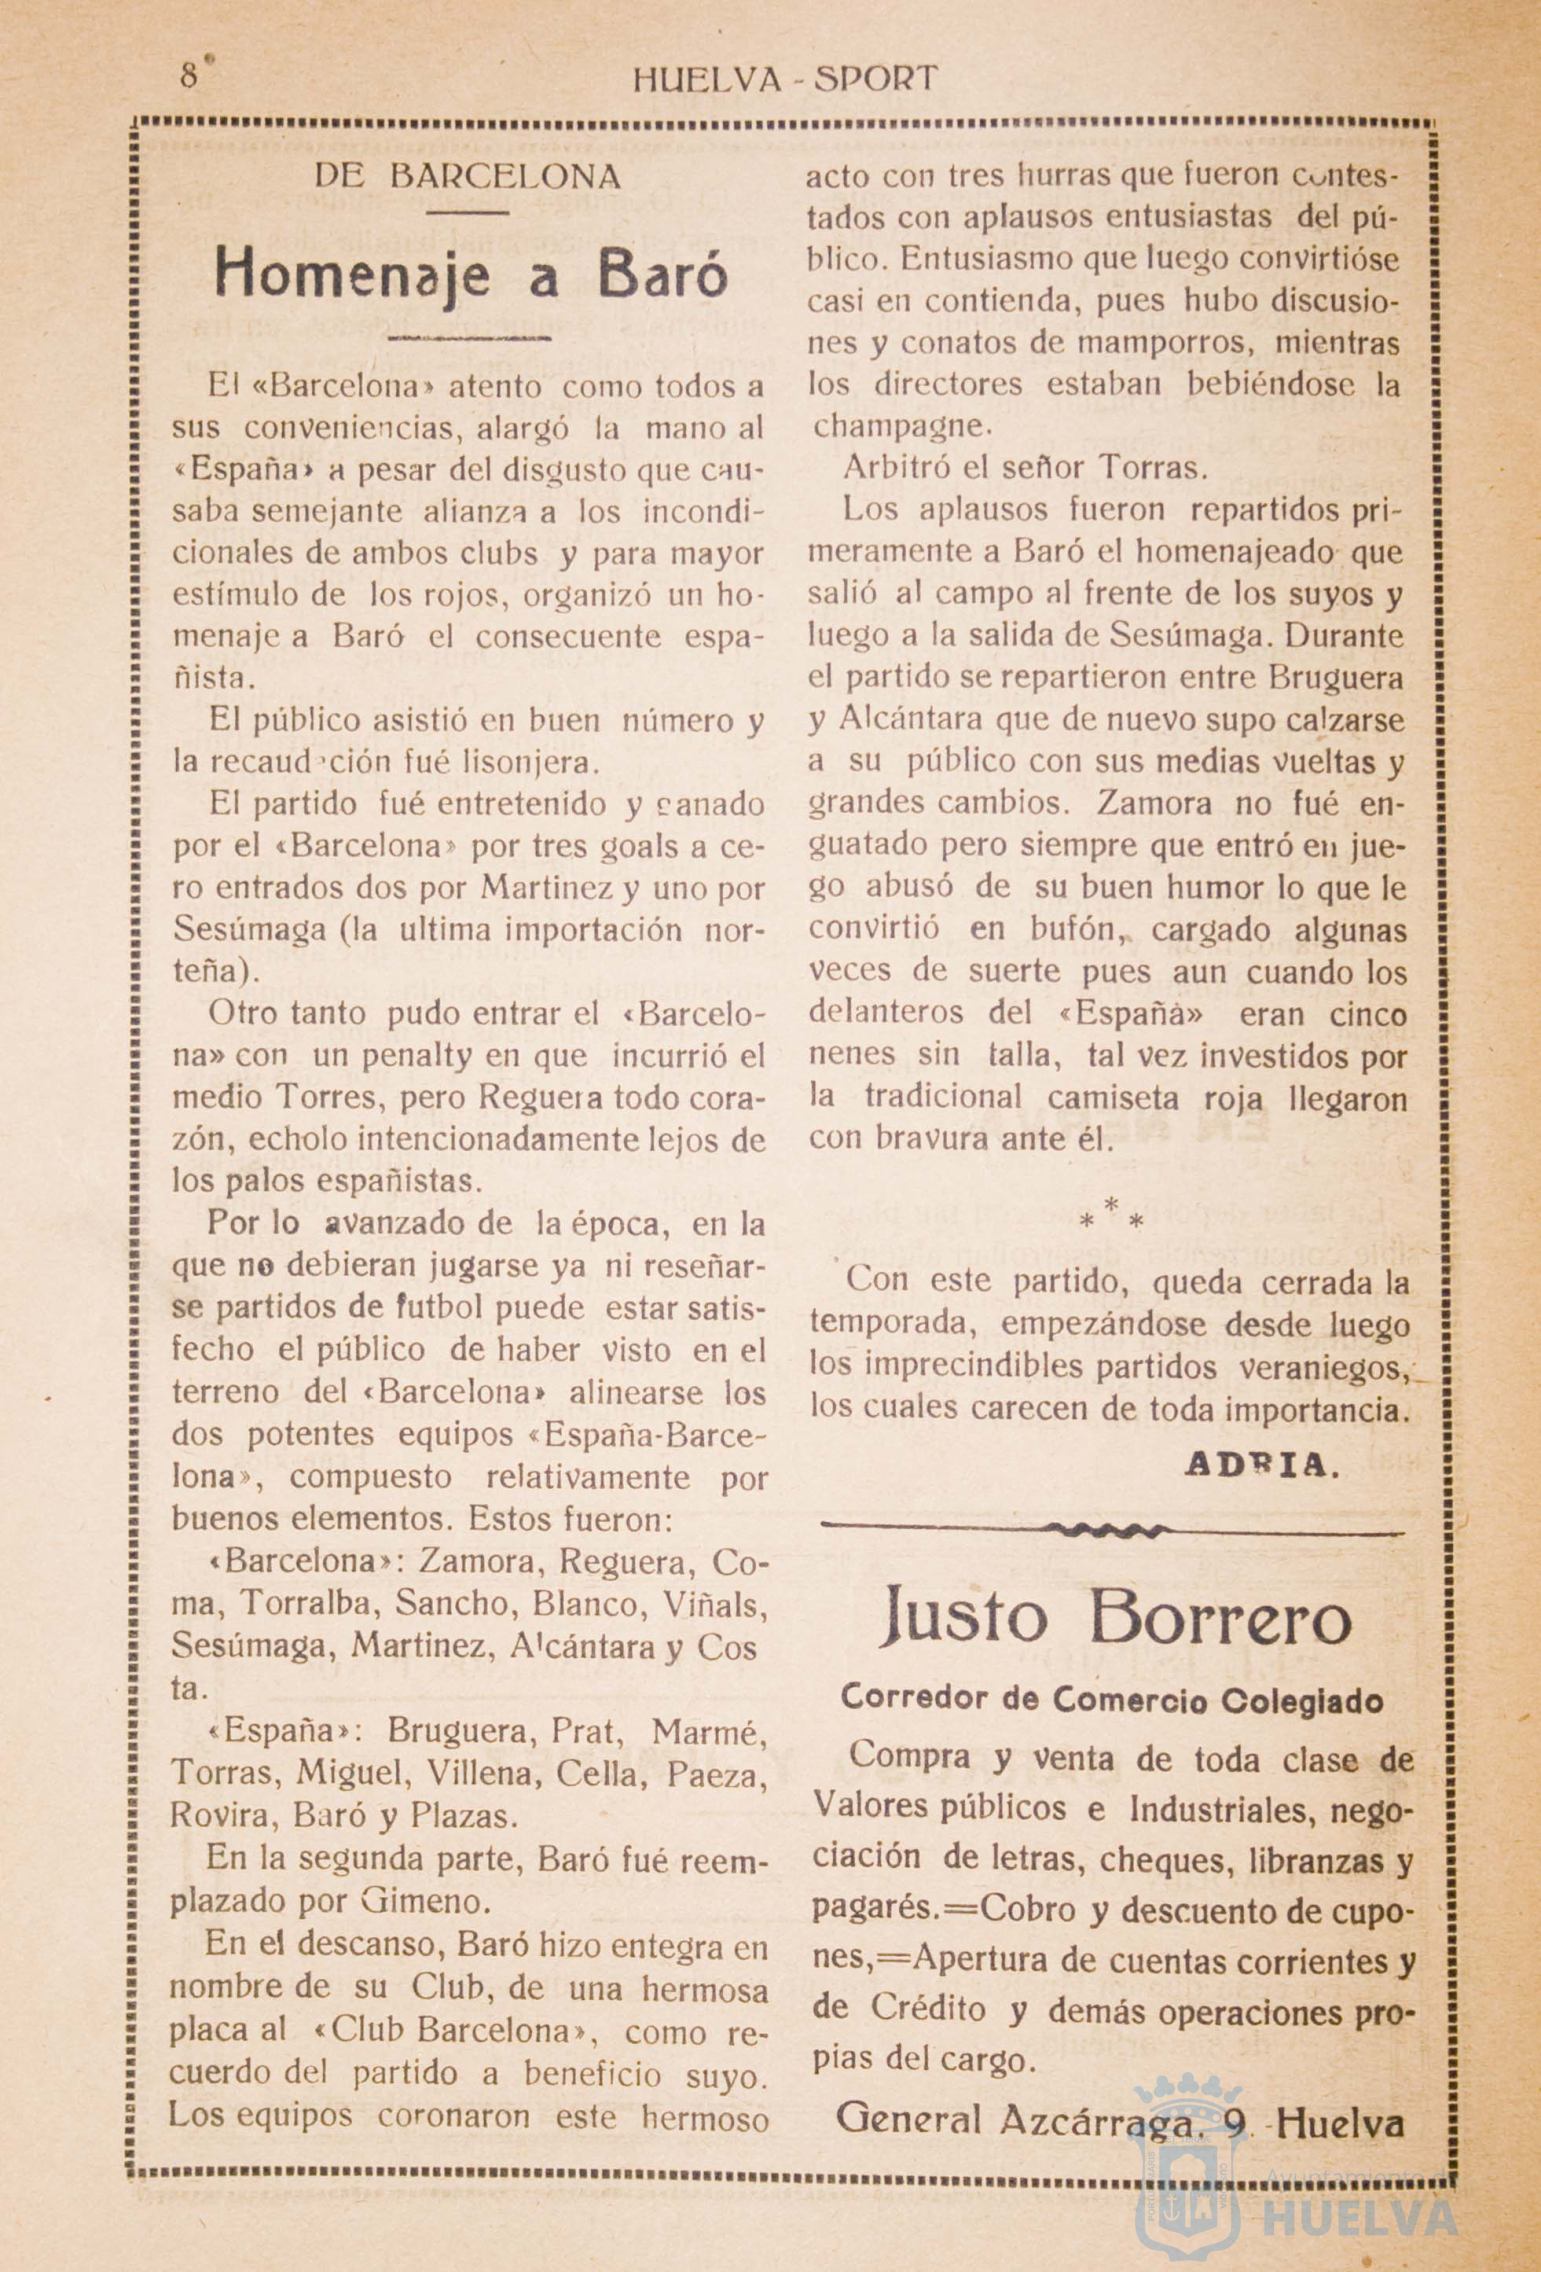 8
HUELVA - SPORT
DE BARCELONA
Homenaje a Baró
El «Barcelona» atento como todos a
sus conveniencias, alargó la mano al
«España» a pesar del disgusto que cau-
saba semejante alianza a los incondi-
cionales de ambos clubs y para mayor
estímulo de los rojos, organizó un ho-
menaje a Baró el consecuente espa-
ñista.
El público asistió en buen número y
la recaudación fué lisonjera.
El partido fué entretenido y ganado
por el «Barcelona» por tres goals a ce-
ro entrados dos por Martinez y uno por
Sesúmaga (la ultima importación nor-
teña).
Otro tanto pudo entrar el «Barcelo-
na» con un penalty en que incurrió el
medio Torres, pero Reguera todo cora-
zón, echolo intencionadamente lejos de
los palos españistas.
Por lo avanzado de la época, en la
que no debieran jugarse ya ni reseñar-
se partidos de futbol puede estar satis-
fecho el público de haber visto en el
terreno del «Barcelona» alinearse los
dos potentes equipos «España-Barce-
lona», compuesto relativamente por
buenos elementos. Estos fueron:
«Barcelona»: Zamora, Reguera, Co-
ma, Torralba, Sancho, Blanco, Viñals,
Sesúmaga, Martinez, Alcántara y Cos
ta.
«España»: Bruguera, Prat, Marmé,
Torras, Miguel, Villena, Cella, Paeza,
Rovira, Baró y Plazas.
En la segunda parte, Baró fué reem-
plazado por Gimeno.
En el descanso, Baró hizo entegra en
nombre de su Club, de una hermosa
placa al «Club Barcelona», como re-
cuerdo del partido a beneficio suyo.
Los equipos coronaron este hermoso
acto con tres hurras que fueron contes-
tados con aplausos entusiastas del pú-
blico. Entusiasmo que luego convirtióse
casi en contienda, pues hubo discusio-
nes y conatos de mamporros, mientras
los directores estaban bebiéndose la
champagne.
Arbitró el señor Torras.
Los aplausos fueron repartidos pri-
meramente a Baró el homenajeado que
salió al campo al frente de los suyos y
luego a la salida de Sesúmaga. Durante
el partido se repartieron entre Bruguera
y Alcántara que de nuevo supo calzarse
a su público con sus medias vueltas y
grandes cambios. Zamora no fué en-
guatado pero siempre que entró en jue-
go abusó de su buen humor lo que le
convirtió en bufón, cargado algunas
veces de suerte pues aun cuando los
delanteros del «España» eran cinco
nenes sin talla, tal vez investidos por
la tradicional camiseta roja llegaron
con bravura ante él.
* * *
Con este partido, queda cerrada la
temporada, empezándose desde luego
los imprecindibles partidos veraniegos,
los cuales carecen de toda importancia.
ADRIA.
Justo Borrero
Corredor de Comercio Colegiado
Compra y venta de toda clase de
Valores públicos e Industriales, nego-
ciación de letras, cheques, libranzas y
pagarés.=Cobro y descuento de cupo-
nes,=Apertura de cuentas corrientes y
de Crédito y demás operaciones pro-
pias del cargo.
General Azcárraga, 9.-Huelva
Ayuntamiento
HUELVA